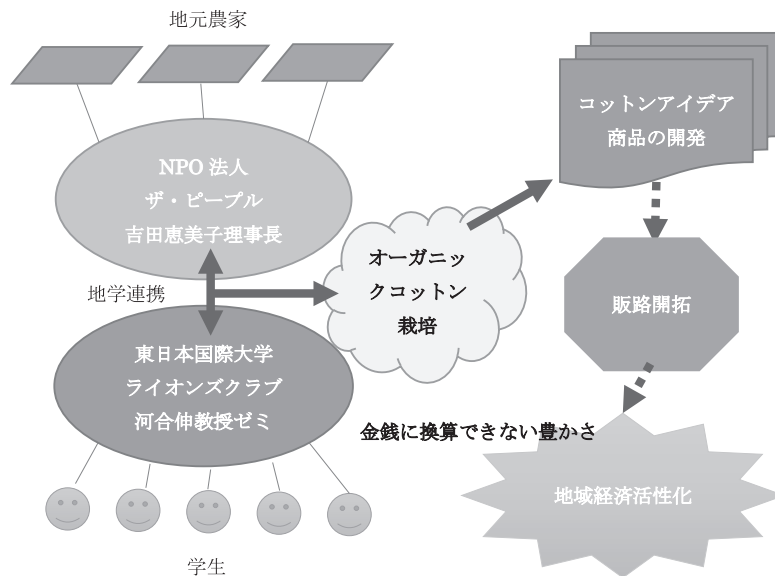 地元農家
NPO 法人
ザ・ピープル
吉田恵美子理事長
地学連携
東日本国際大学
ライオンズクラブ
河合伸教授ゼミ
学生
オーガニッ
クコットン
栽培
コットンアイデア
商品の開発
販路開拓
金銭に換算できない豊かさ
地域経済活性化